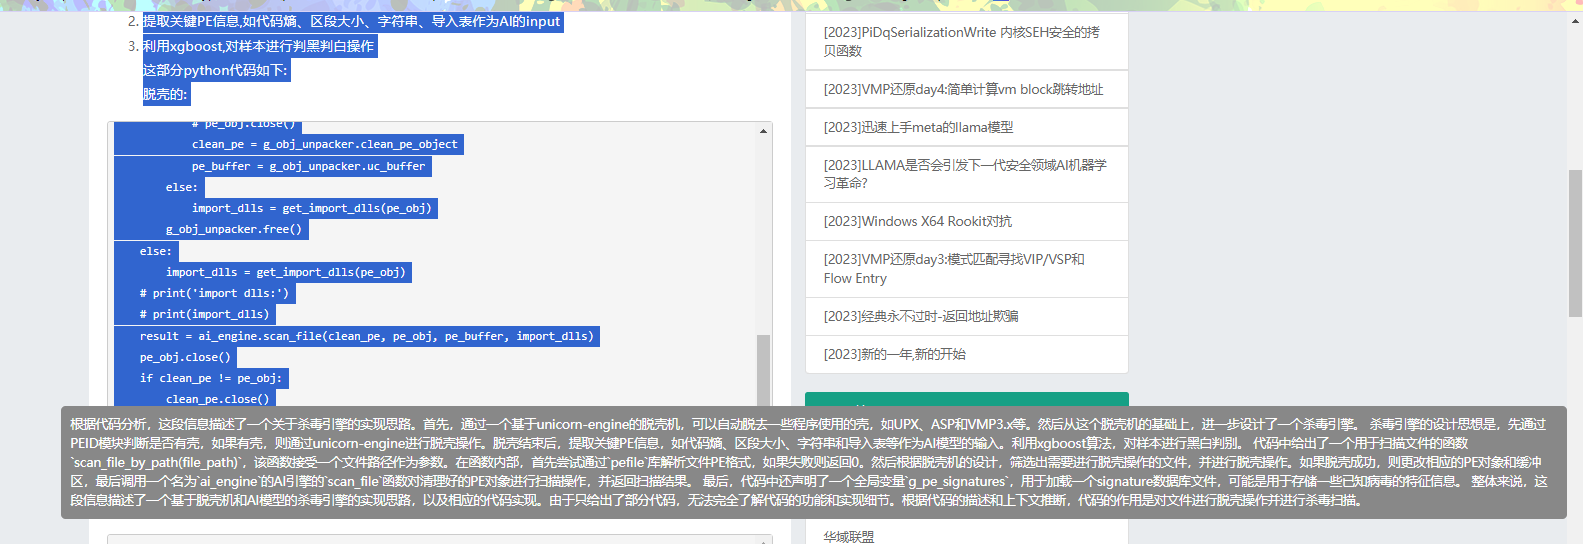 2. 提取关键PE信息,如代码熵、区段大小、字符串、导入表作为AI的input
3. 利用xgboost,对样本进行判黑判白操作
这部分python代码如下:
脱壳的:
# pe_obj.close()
clean_pe = g_obj_unpacker.clean_pe_object
pe_buffer = g_obj_unpacker.uc_buffer
else:
import_dlls = get_import_dlls(pe_obj)
g_obj_unpacker.free()
else:
import_dlls = get_import_dlls(pe_obj)
# print('import dlls:')
# print(import_dlls)
result = ai_engine.scan_file(clean_pe, pe_obj, pe_buffer, import_dlls)
pe_obj.close()
if clean_pe != pe_obj:
clean_pe.close()
[2023]PiDqSerializationWrite 内核SEH安全的拷
贝函数
[2023]VMP还原day4:简单计算vm block跳转地址
[2023]迅速上手meta的llama模型
[2023]LLAMA是否会引发下一代安全领域AI机器学
习革命?
[2023]Windows X64 Rookit对抗
[2023]VMP还原day3:模式匹配寻找VIP/VSP和
Flow Entry
[2023]经典永不过时-返回地址欺骗
[2023]新的一年,新的开始
根据代码分析，这段信息描述了一个关于杀毒引擎的实现思路。首先，通过一个基于unicorn-engine的脱壳机，可以自动脱去一些程序使用的壳，如UPX、ASP和VMP3.x等。然后从这个脱壳机的基础上，进一步设计了一个杀毒引擎。 杀毒引擎的设计思想是，先通过
PEID模块判断是否有壳，如果有壳，则通过unicorn-engine进行脱壳操作。脱壳结束后，提取关键PE信息，如代码熵、区段大小、字符串和导入表等作为AI模型的输入。利用xgboost算法，对样本进行黑白判别。 代码中给出了一个用于扫描文件的函数
`scan_file_by_path(file_path)`，该函数接受一个文件路径作为参数。在函数内部，首先尝试通过`pefile`库解析文件PE格式，如果失败则返回0。然后根据脱壳机的设计，筛选出需要进行脱壳操作的文件，并进行脱壳操作。如果脱壳成功，则更改相应的PE对象和缓冲
区，最后调用一个名为`ai_engine`的AI引擎的`scan_file`函数对清理好的PE对象进行扫描操作，并返回扫描结果。 最后，代码中还声明了一个全局变量`g_pe_signatures`，用于加载一个signature数据库文件，可能是用于存储一些已知病毒的特征信息。 整体来说，这
段信息描述了一个基于脱壳机和AI模型的杀毒引擎的实现思路，以及相应的代码实现。由于只给出了部分代码，无法完全了解代码的功能和实现细节。根据代码的描述和上下文推断，代码的作用是对文件进行脱壳操作并进行杀毒扫描。
华域联盟